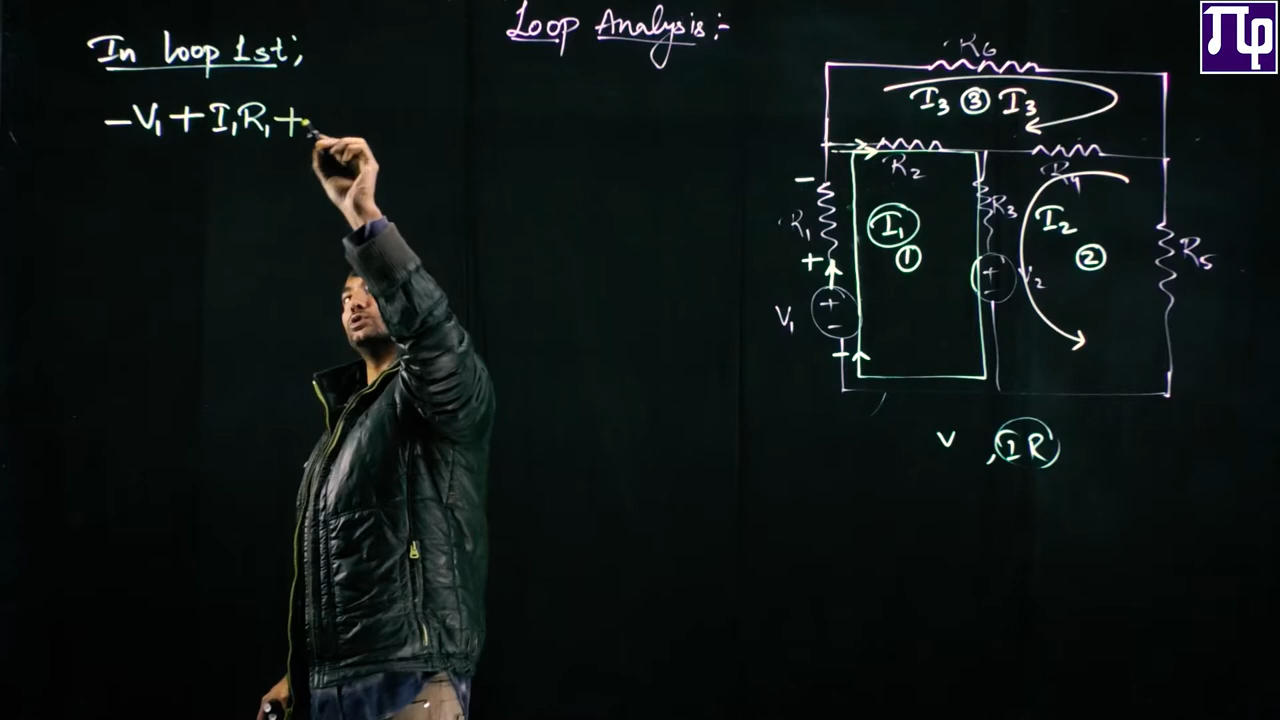 Loop Analysis :-
In loop 1st;
-V₁ + I₁R₁ +
R₆
I₃ ③ I₃
R₂
R₄
R₁
I₁
①
R₃
I₂
②
R₅
V₁
+
-
+
-
+
-
V₂
V , IR
πφ